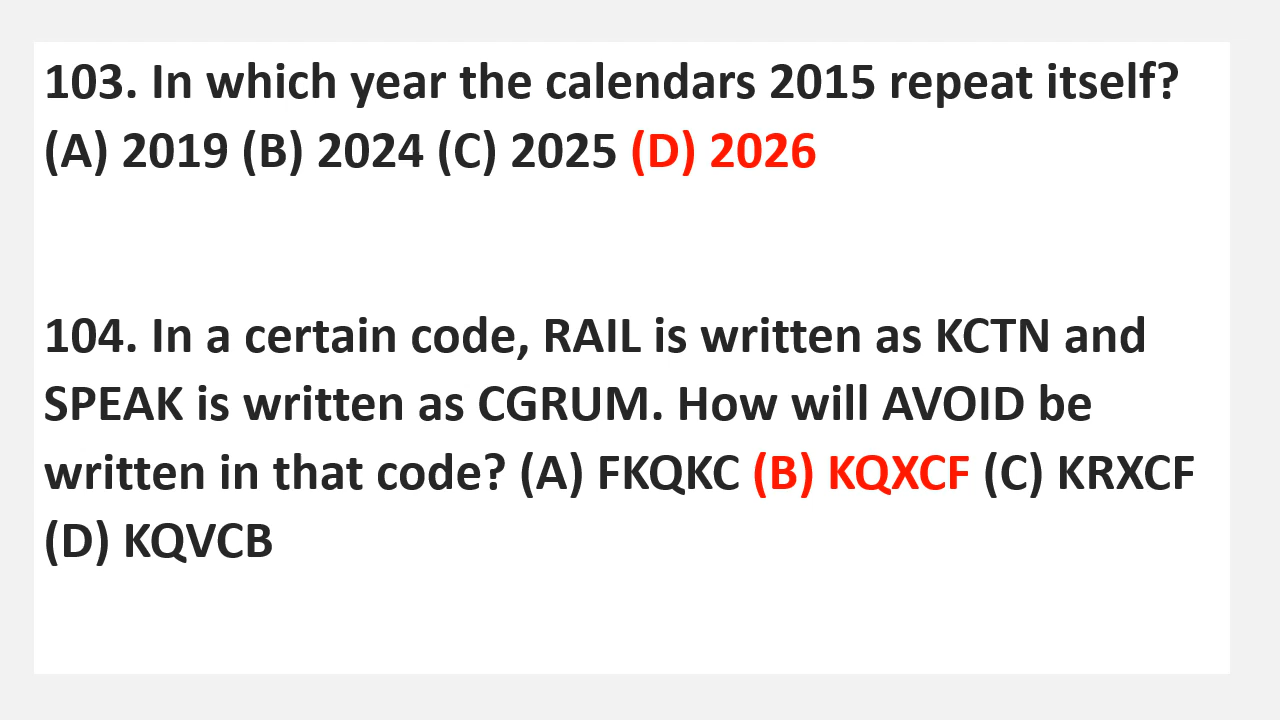 103. In which year the calendars 2015 repeat itself?
(A) 2019 (B) 2024 (C) 2025 (D) 2026
104. In a certain code, RAIL is written as KCTN and
SPEAK is written as CGRUM. How will AVOID be
written in that code? (A) FKQKC (B) KQXCF (C) KRXCF
(D) KQVCB